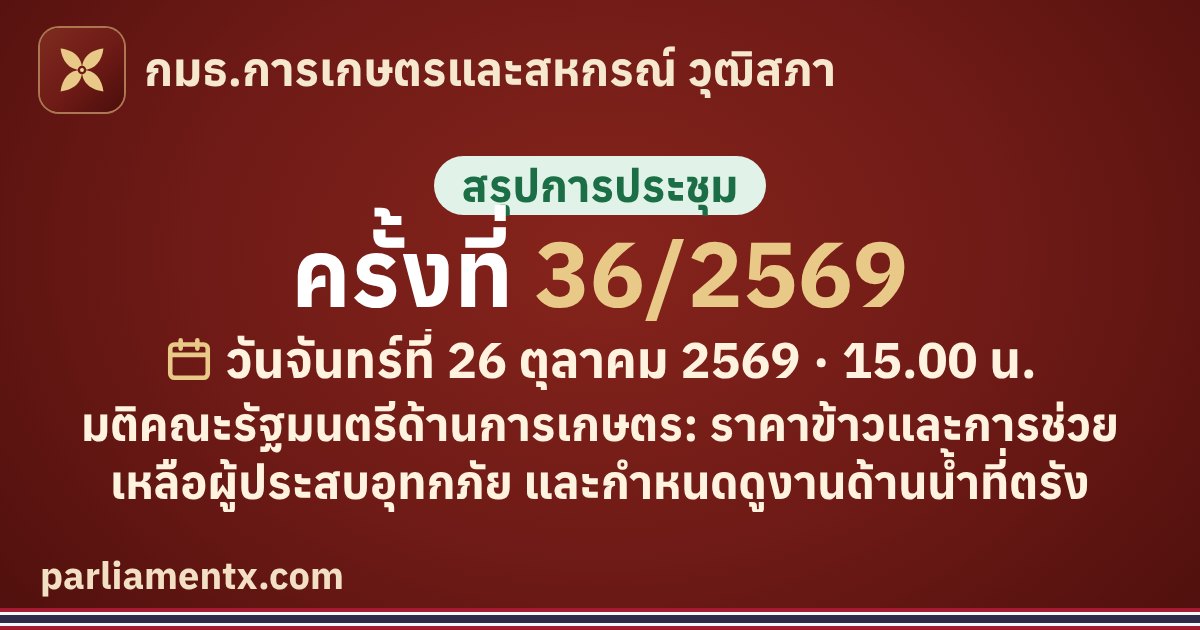 กมธ.การเกษตรและสหกรณ์ วุฒิสภา
สรุปการประชุม
ครั้งที่ 36/2569
วันจันทร์ที่ 26 ตุลาคม 2569 · 15.00 น.
มติคณะรัฐมนตรีด้านการเกษตร: ราคาข้าวและการช่วย
เหลือผู้ประสบอุทกภัย และกำหนดดูงานด้านน้ำที่ตรัง
parliamentx.com